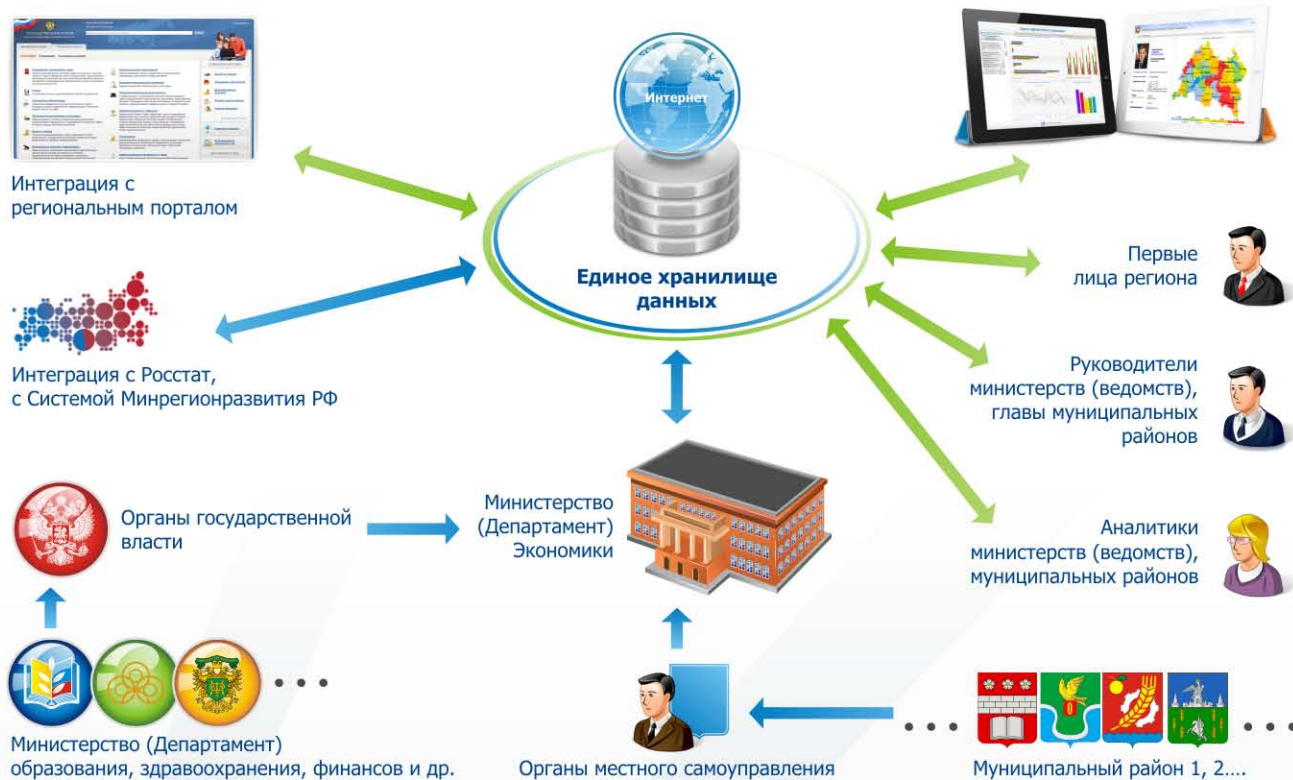 Интернет
Единое хранилище
данных
Интеграция с
региональным порталом
Первые
лица региона
Интеграция с Росстат,
с Системой Минрегионразвития РФ
Руководители
министерств (ведомств),
главы муниципальных
районов
Органы государственной
власти
Министерство
(Департамент)
Экономики
Аналитики
министерств (ведомств),
муниципальных районов
Министерство (Департамент)
образования, здравоохранения, финансов и др.
Органы местного самоуправления
Муниципальный район 1, 2....